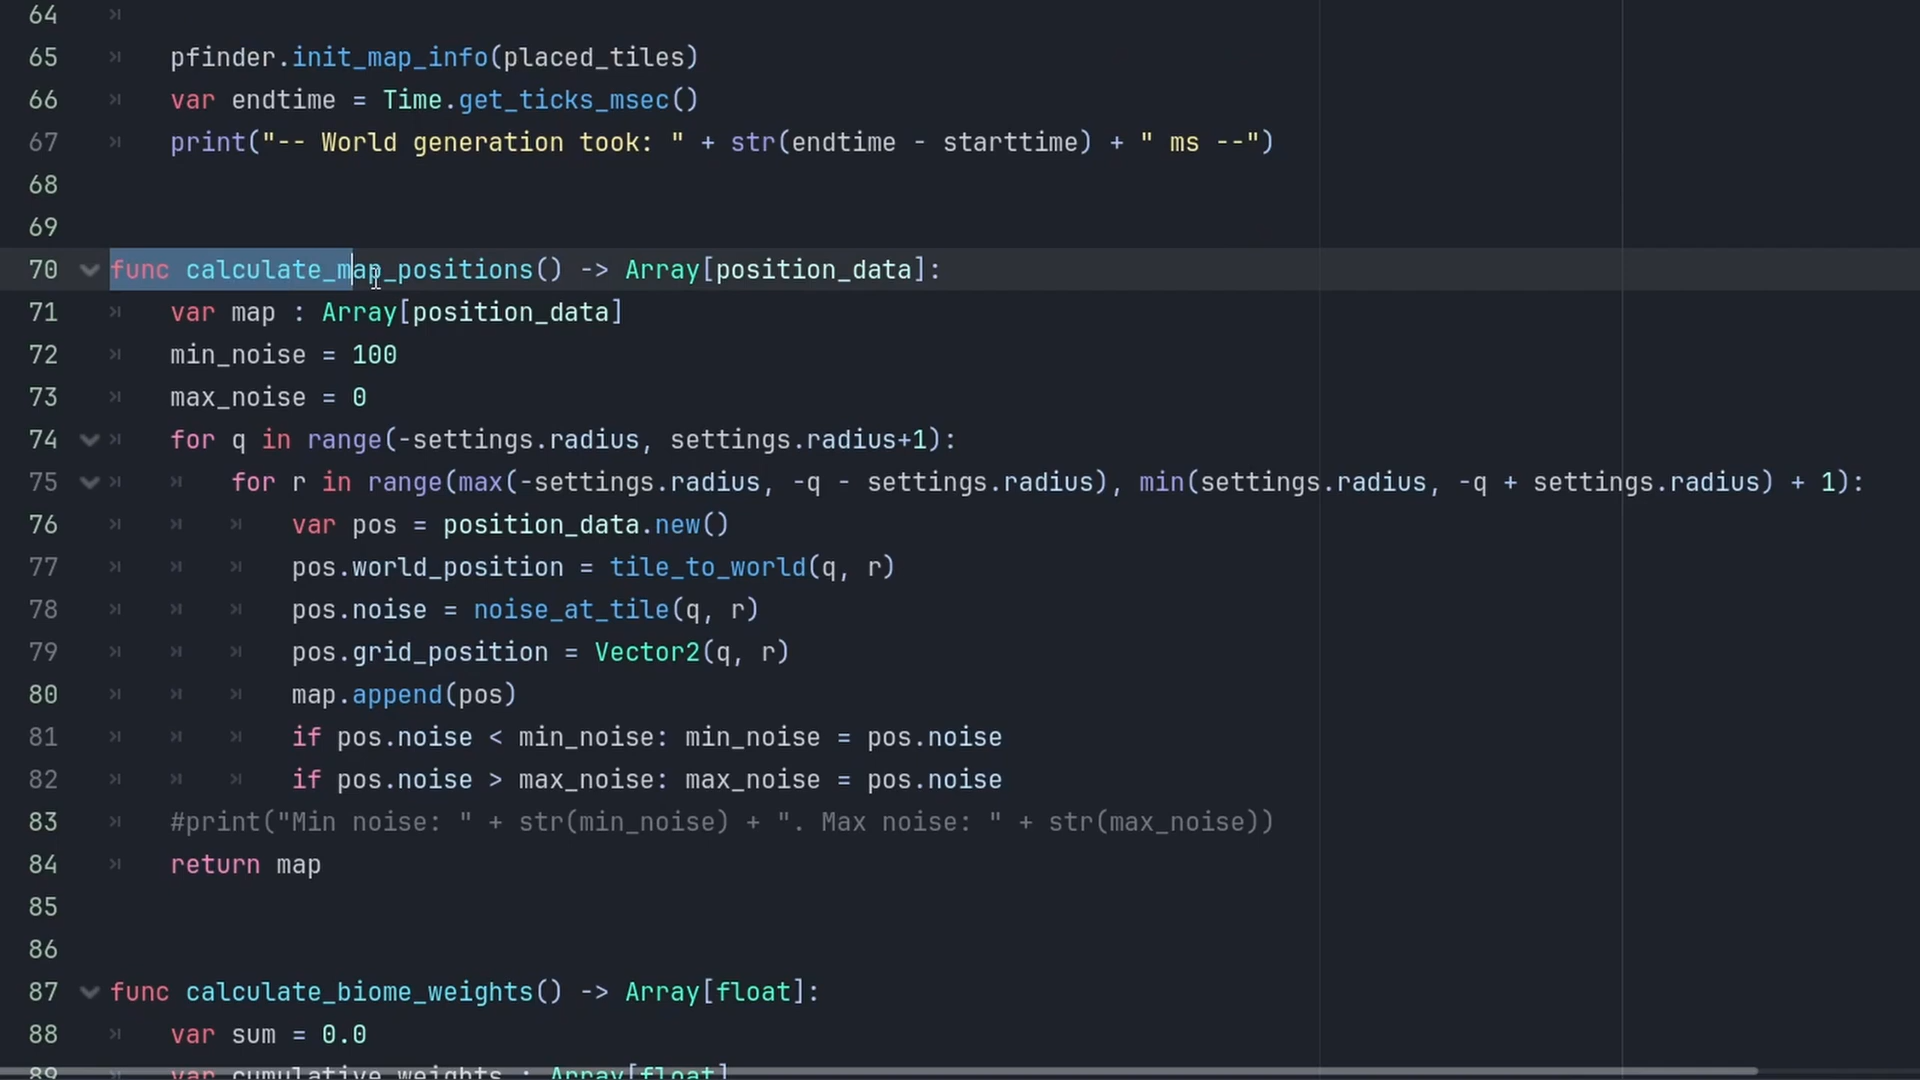 64
65 pfinder.init_map_info(placed_tiles)
66 var endtime = Time.get_ticks_msec()
67 print("-- World generation took: " + str(endtime - starttime) + " ms --")
68
69
70 func calculate_map_positions() -> Array[position_data]:
71 var map : Array[position_data]
72 min_noise = 100
73 max_noise = 0
74 for q in range(-settings.radius, settings.radius+1):
75 for r in range(max(-settings.radius, -q - settings.radius), min(settings.radius, -q + settings.radius) + 1):
76 var pos = position_data.new()
77 pos.world_position = tile_to_world(q, r)
78 pos.noise = noise_at_tile(q, r)
79 pos.grid_position = Vector2(q, r)
80 map.append(pos)
81 if pos.noise < min_noise: min_noise = pos.noise
82 if pos.noise > max_noise: max_noise = pos.noise
83 #print("Min noise: " + str(min_noise) + ". Max noise: " + str(max_noise))
84 return map
85
86
87 func calculate_biome_weights() -> Array[float]:
88 var sum = 0.0
89 var cumulative_weights : Array[float]